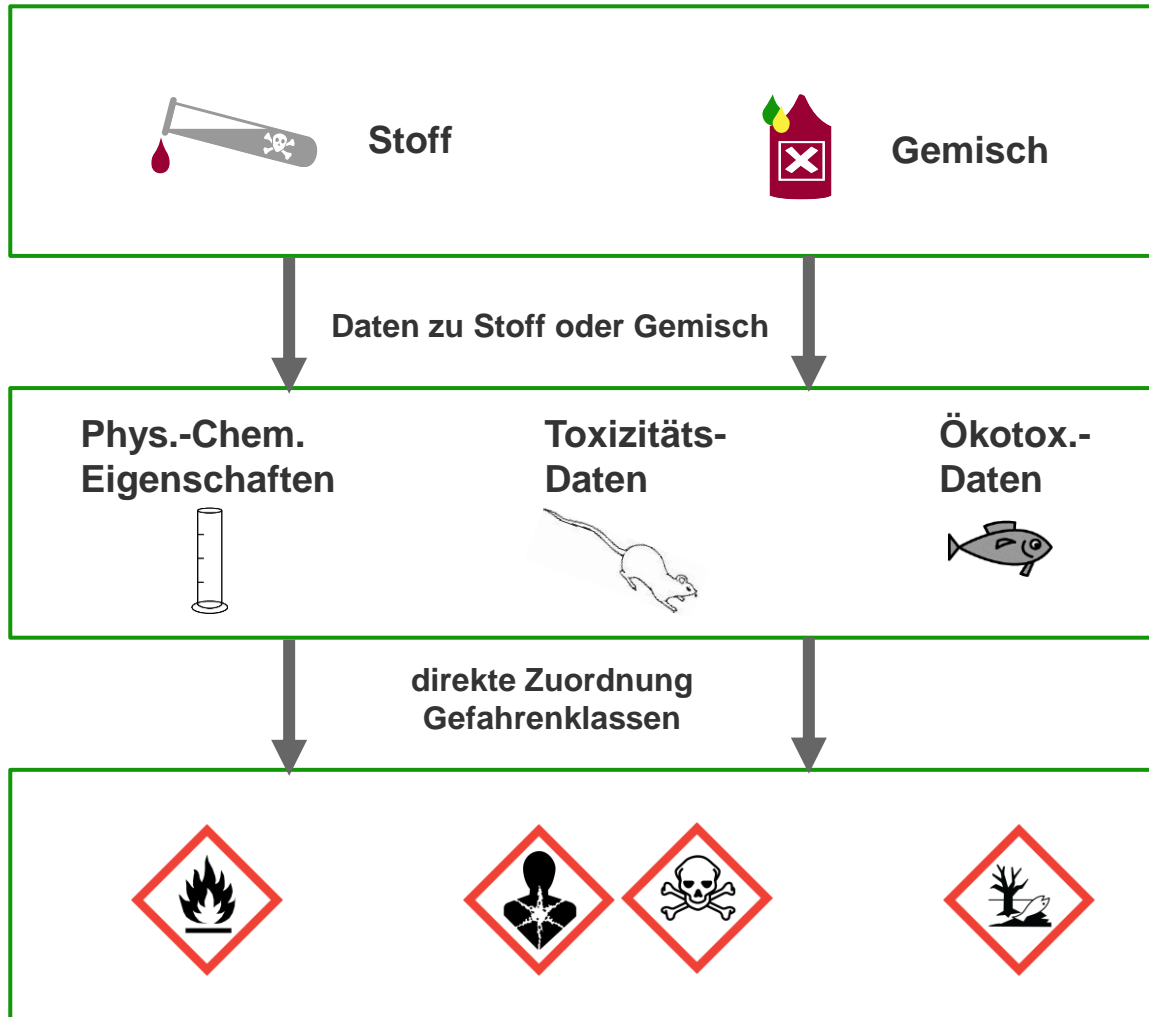 Stoff
Gemisch
Daten zu Stoff oder Gemisch
Phys.-Chem.
Eigenschaften
Toxizitäts-
Daten
Ökotox.-
Daten
direkte Zuordnung
Gefahrenklassen